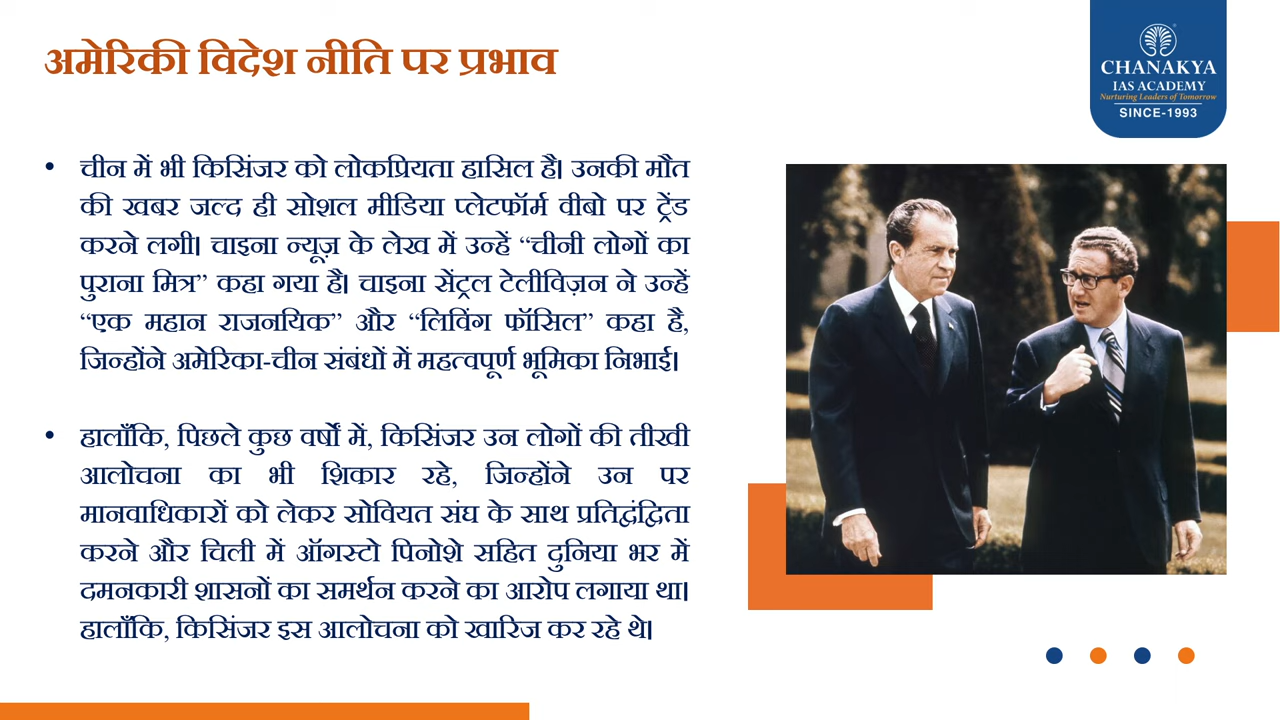 अमेरिकी विदेश नीति पर प्रभाव
CHANAKYA
IAS ACADEMY
Nurturing Leaders of Tomorrow
SINCE-1993
• चीन में भी किसिंजर को लोकप्रियता हासिल है। उनकी मौत
की खबर जल्द ही सोशल मीडिया प्लेटफॉर्म वीबो पर ट्रेंड
करने लगी। चाइना न्यूज़ के लेख में उन्हें “चीनी लोगों का
पुराना मित्र” कहा गया है। चाइना सेंट्रल टेलीविज़न ने उन्हें
“एक महान राजनयिक” और “लिविंग फॉसिल” कहा है,
जिन्होंने अमेरिका-चीन संबंधों में महत्वपूर्ण भूमिका निभाई।
• हालाँकि, पिछले कुछ वर्षों में, किसिंजर उन लोगों की तीखी
आलोचना का भी शिकार रहे, जिन्होंने उन पर
मानवाधिकारों को लेकर सोवियत संघ के साथ प्रतिद्वंद्विता
करने और चिली में ऑगस्टो पिनोशे सहित दुनिया भर में
दमनकारी शासनों का समर्थन करने का आरोप लगाया था।
हालाँकि, किसिंजर इस आलोचना को खारिज कर रहे थे।